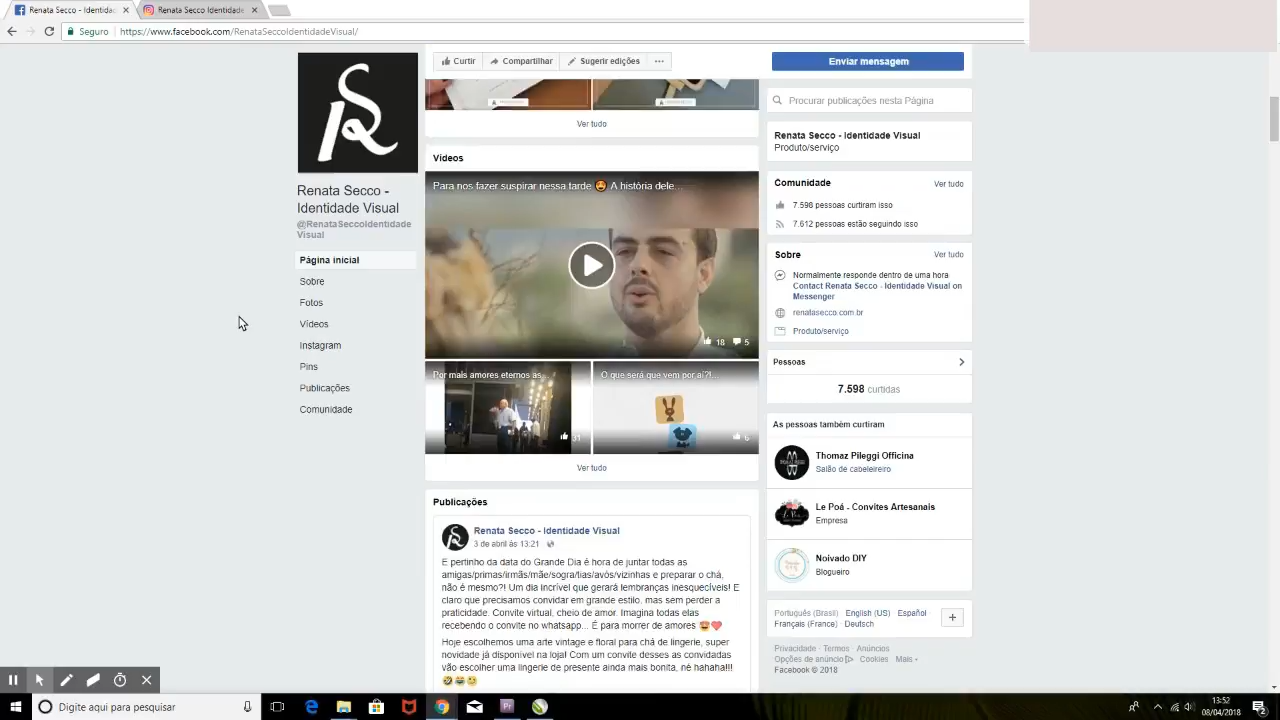 Renata Secco - Identida
Instagram Renata Secco Identidade
Seguro https://www.facebook.com/RenataSeccoIdentidadeVisual/
Curtir Compartilhar Sugerir edições ... Enviar mensagem
Renata Secco -
Identidade Visual
@RenataSeccoIdentidade
Visual
Página inicial
Sobre
Fotos
Vídeos
Instagram
Pins
Publicações
Comunidade
Ver tudo
Vídeos
Para nos fazer suspirar nessa tarde 😍 A história dele...
18 5
Por mais amores eternos as...
31
O que será que vem por aí?!...
6
Ver tudo
Publicações
Renata Secco - Identidade Visual
3 de abril às 13:21
E pertinho da data do Grande Dia é hora de juntar todas as
amigas/primas/irmãs/mãe/sogra/tias/avós/vizinhas e preparar o chá,
não é mesmo?! Um dia incrível que gerará lembranças inesquecíveis! E
claro que precisamos convidar em grande estilo, mas sem perder a
praticidade. Convite virtual, cheio de amor. Imagina todas elas
recebendo o convite no whatsapp... É para morrer de amores 😍💖
Hoje escolhemos uma arte vintage e floral para chá de lingerie, super
novidade já disponível na loja! Com um convite desses as convidadas
vão escolher uma lingerie de presente ainda mais bonita, né hahaha!!!
🤣😂😆
Procurar publicações nesta Página
Renata Secco - Identidade Visual
Produto/serviço
Comunidade Ver tudo
7.598 pessoas curtiram isso
7.612 pessoas estão seguindo isso
Sobre Ver tudo
Normalmente responde dentro de uma hora
Contact Renata Secco - Identidade Visual on
Messenger
renatasecco.com.br
Produto/serviço
Pessoas
7.598 curtidas
As pessoas também curtiram
Thomaz Pileggi Officina
Salão de cabeleireiro
Le Poá - Convites Artesanais
Empresa
Noivado DIY
Blogueiro
Português (Brasil) · English (US) · Español ·
Français (France) · Deutsch
Privacidade · Termos · Anúncios ·
Opções de anúncio · Cookies · Mais
Facebook © 2018
Digite aqui para pesquisar
13:52
08/04/2018
2